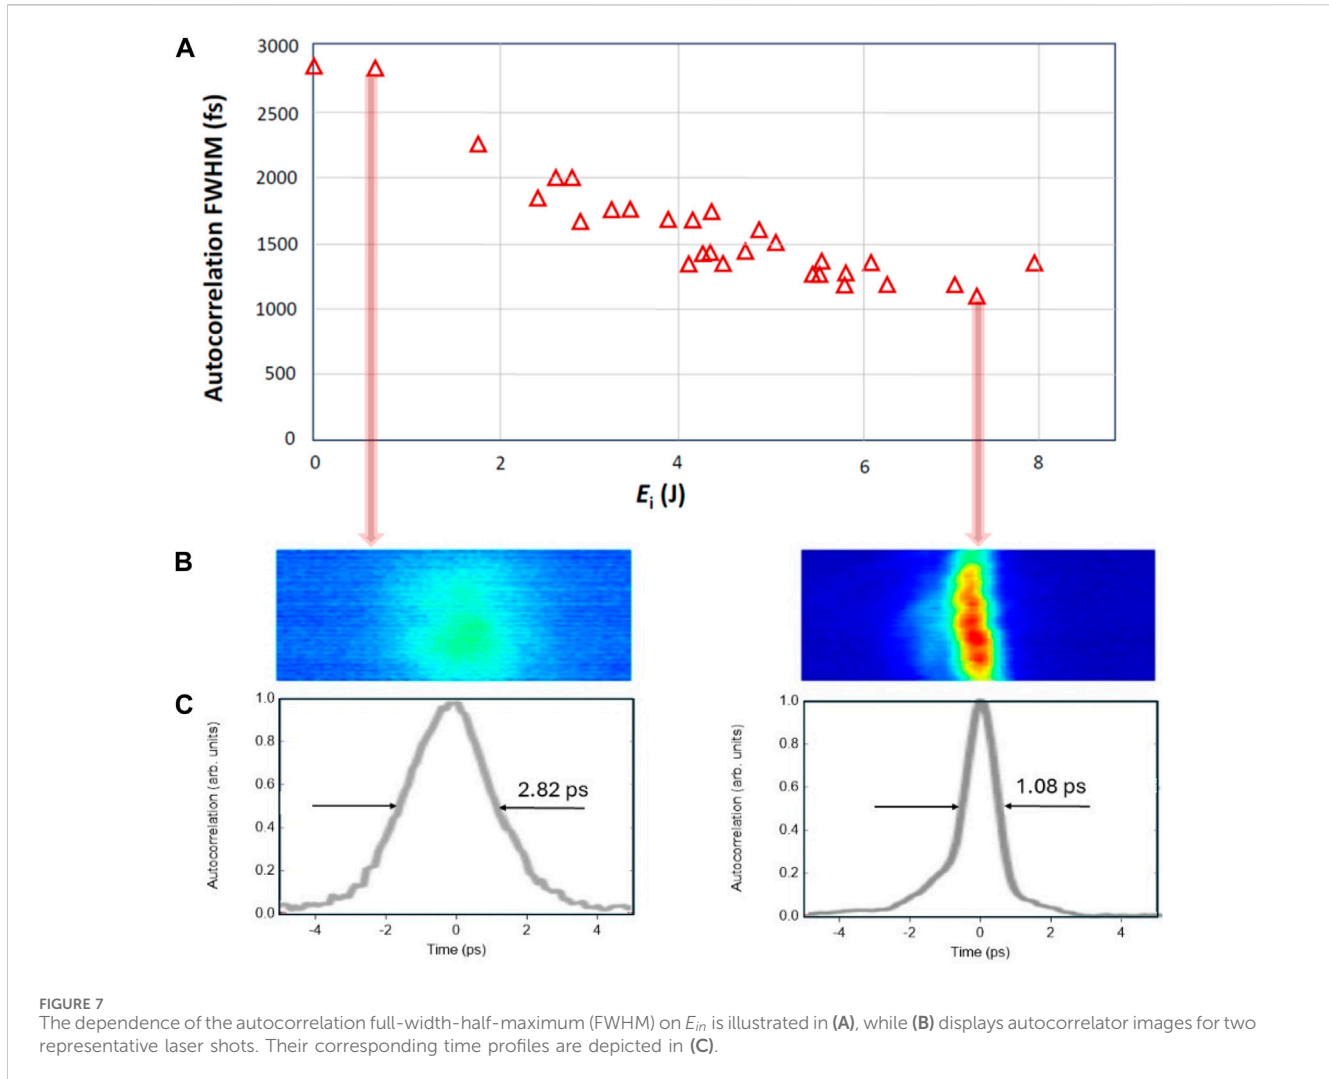 A
Autocorrelation FWHM (fs)
3000
2500
2000
1500
1000
500
0
0 2 4 6 8
E_i (J)
B
C
Autocorrelation (arb. units)
1.0
0.8
0.6
0.4
0.2
0.0
2.82 ps
-4 -2 0 2 4
Time (ps)
Autocorrelation (arb. units)
1.0
0.8
0.6
0.4
0.2
0.0
1.08 ps
-4 -2 0 2 4
Time (ps)
FIGURE 7
The dependence of the autocorrelation full-width-half-maximum (FWHM) on E_in is illustrated in (A), while (B) displays autocorrelator images for two
representative laser shots. Their corresponding time profiles are depicted in (C).